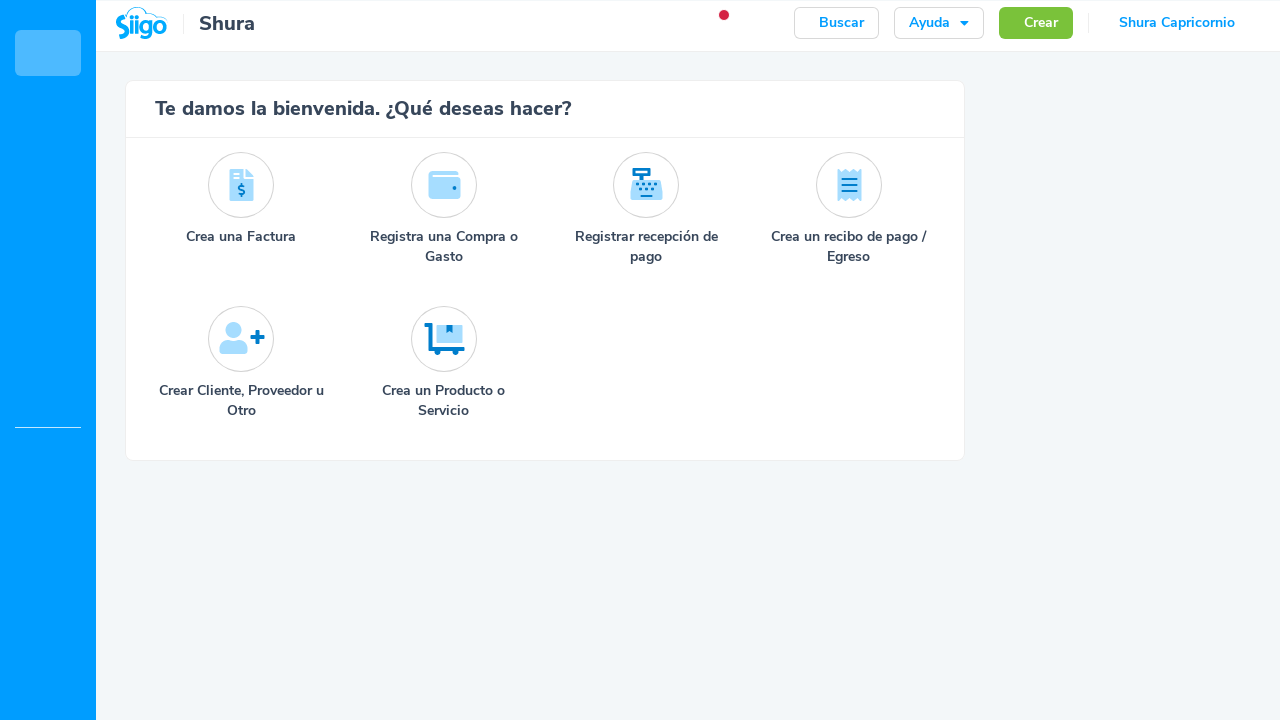 Siigo
Shura
Buscar
Ayuda
Crear
Shura Capricornio
Te damos la bienvenida. ¿Qué deseas hacer?
Crea una Factura
Registra una Compra o
Gasto
Registrar recepción de
pago
Crea un recibo de pago /
Egreso
Crear Cliente, Proveedor u
Otro
Crea un Producto o
Servicio